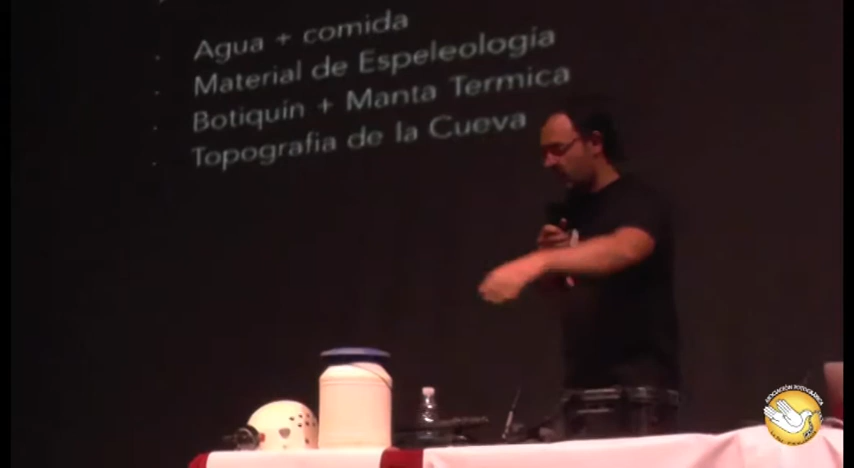 · Agua + comida
· Material de Espeleología
· Botiquín + Manta Termica
· Topografia de la Cueva